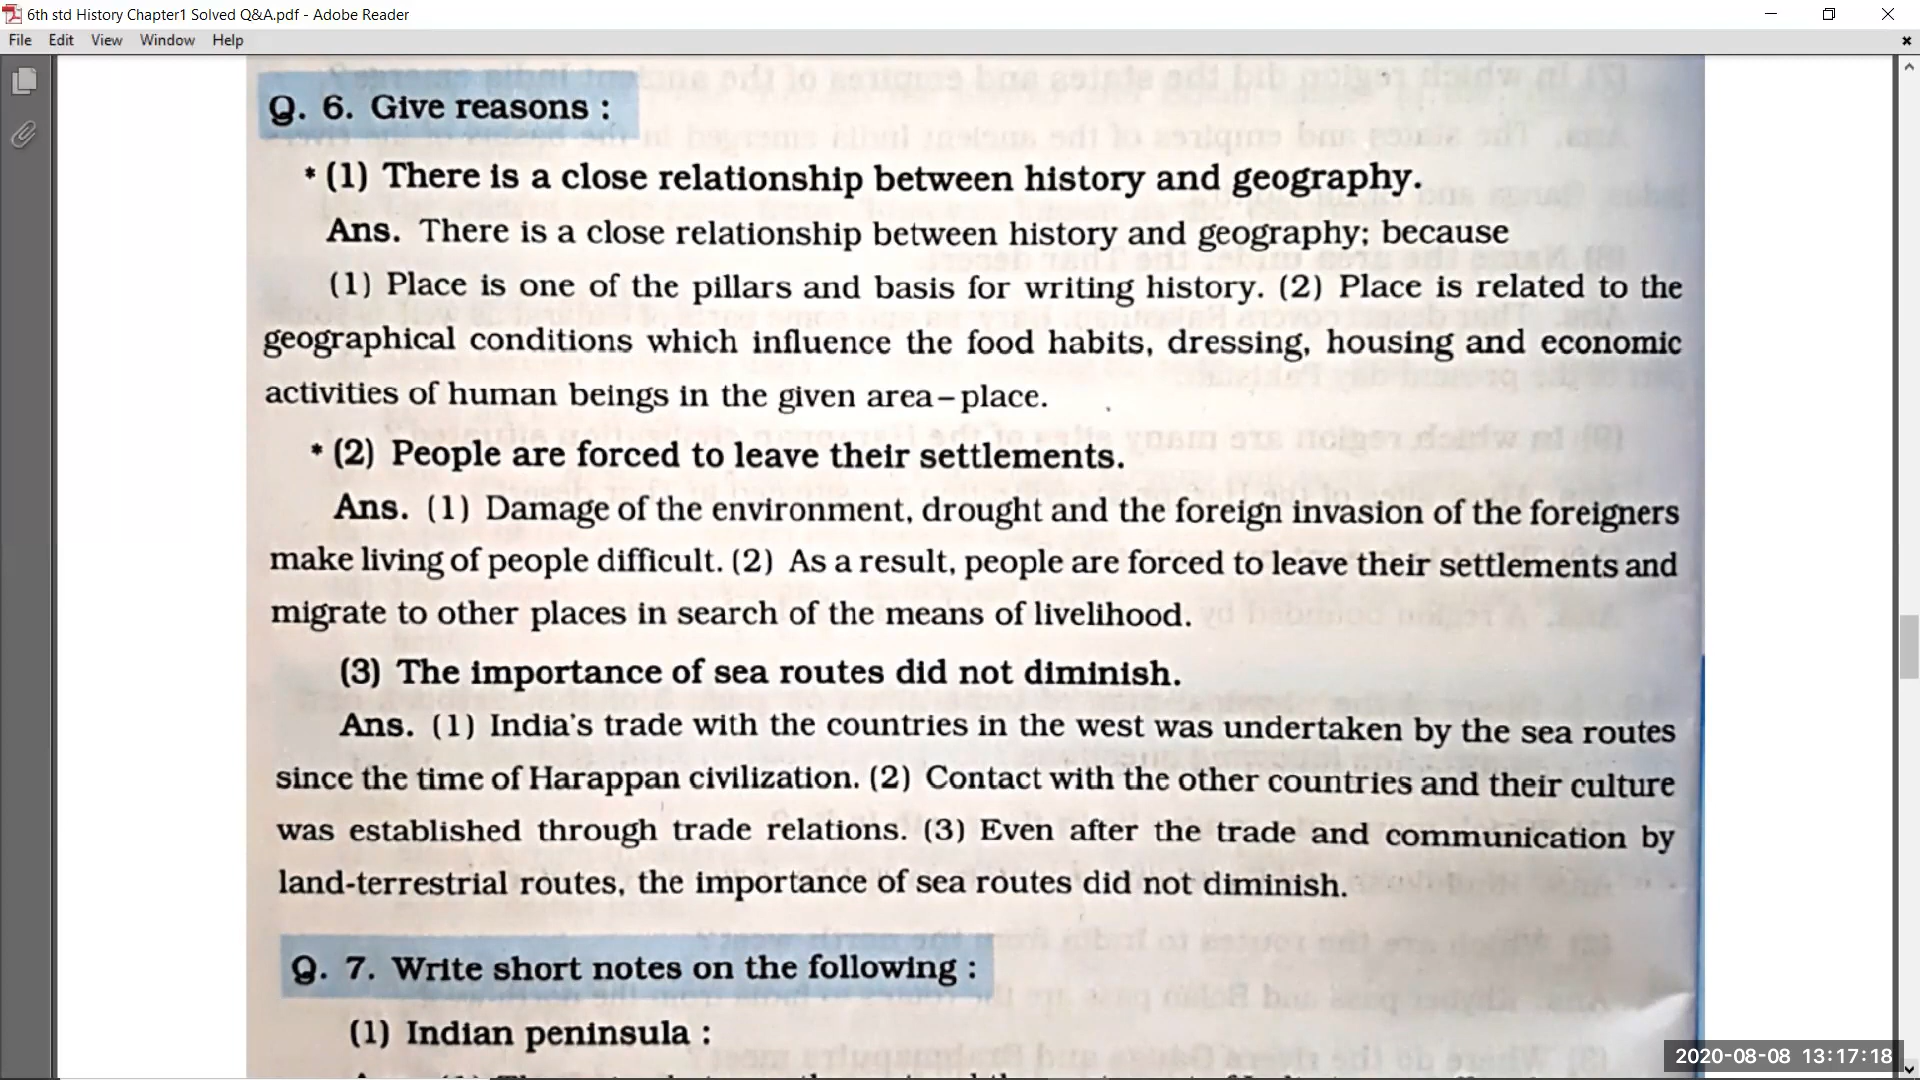 6th std History Chapter1 Solved Q&A.pdf - Adobe Reader
File Edit View Window Help
Q. 6. Give reasons :
* (1) There is a close relationship between history and geography.
Ans. There is a close relationship between history and geography; because
(1) Place is one of the pillars and basis for writing history. (2) Place is related to the
geographical conditions which influence the food habits, dressing, housing and economic
activities of human beings in the given area – place.
* (2) People are forced to leave their settlements.
Ans. (1) Damage of the environment, drought and the foreign invasion of the foreigners
make living of people difficult. (2) As a result, people are forced to leave their settlements and
migrate to other places in search of the means of livelihood.
(3) The importance of sea routes did not diminish.
Ans. (1) India's trade with the countries in the west was undertaken by the sea routes
since the time of Harappan civilization. (2) Contact with the other countries and their culture
was established through trade relations. (3) Even after the trade and communication by
land-terrestrial routes, the importance of sea routes did not diminish.
Q. 7. Write short notes on the following :
(1) Indian peninsula :
2020-08-08 13:17:18